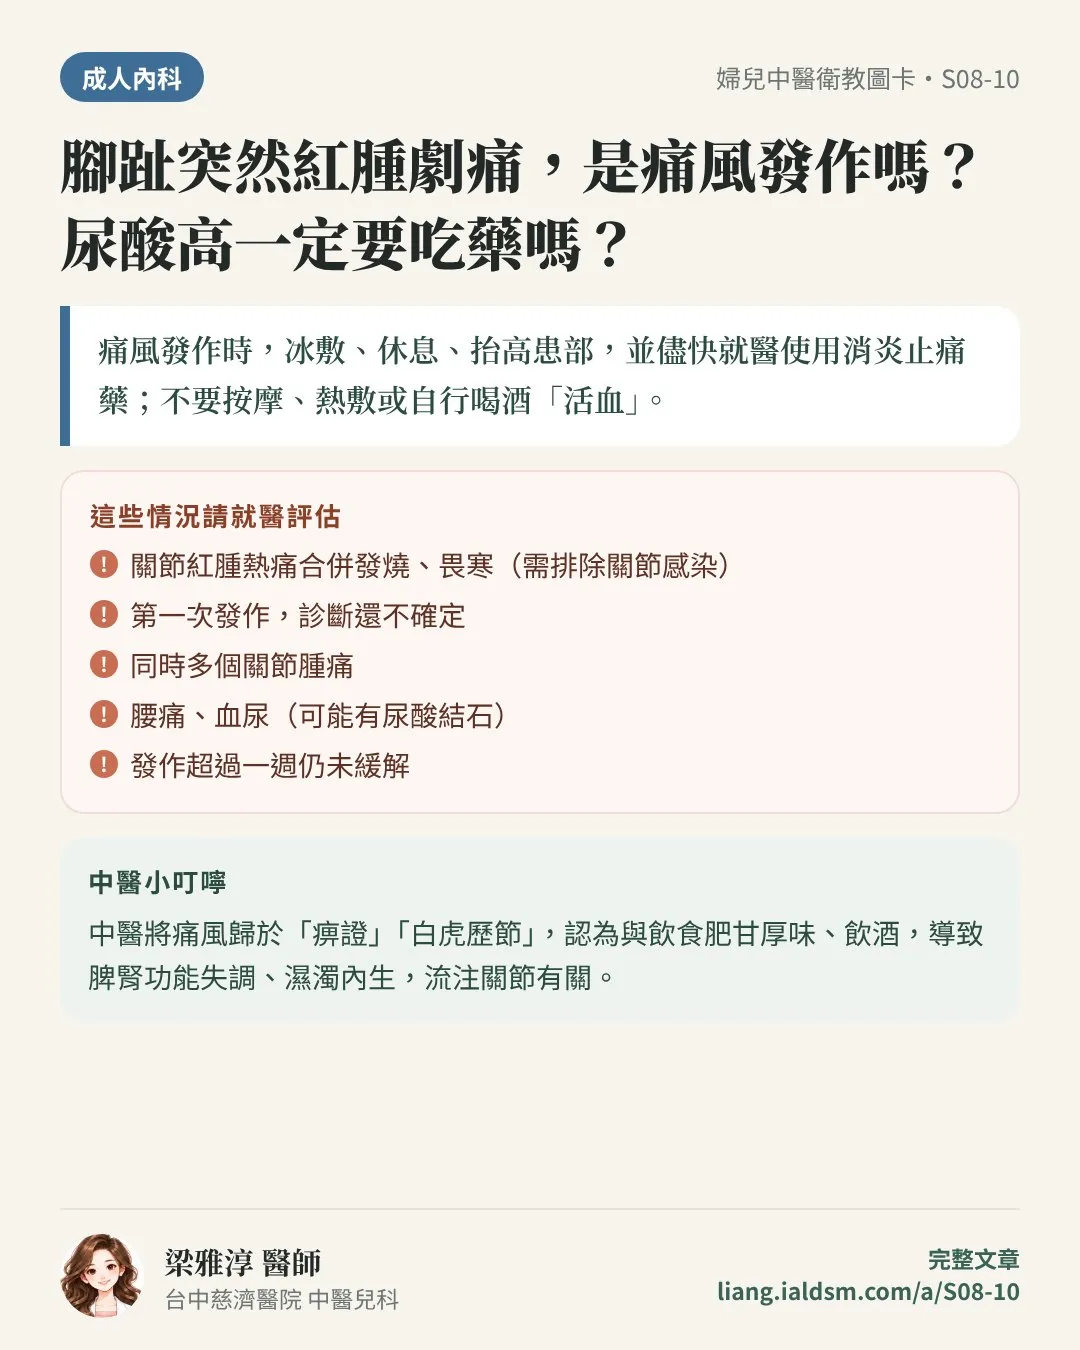 成人內科
婦兒中醫衛教圖卡・S08-10
腳趾突然紅腫劇痛，是痛風發作嗎？
尿酸高一定要吃藥嗎？
痛風發作時，冰敷、休息、抬高患部，並儘快就醫使用消炎止痛
藥；不要按摩、熱敷或自行喝酒「活血」。
這些情況請就醫評估
! 關節紅腫熱痛合併發燒、畏寒（需排除關節感染）
! 第一次發作，診斷還不確定
! 同時多個關節腫痛
! 腰痛、血尿（可能有尿酸結石）
! 發作超過一週仍未緩解
中醫小叮嚀
中醫將痛風歸於「痹證」「白虎歷節」，認為與飲食肥甘厚味、飲酒，導致
脾腎功能失調、濕濁內生，流注關節有關。
梁雅淳 醫師
台中慈濟醫院 中醫兒科
完整文章
liang.ialdsm.com/a/S08-10